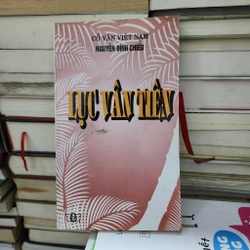 CỔ VĂN VIỆT NAM
NGUYỄN ĐÌNH CHIỂU
LỤC VÂN TIÊN